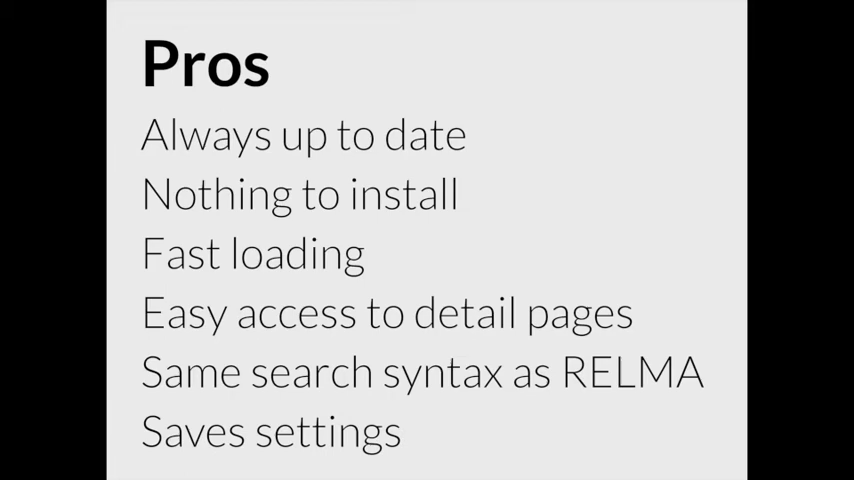 Pros
Always up to date
Nothing to install
Fast loading
Easy access to detail pages
Same search syntax as RELMA
Saves settings